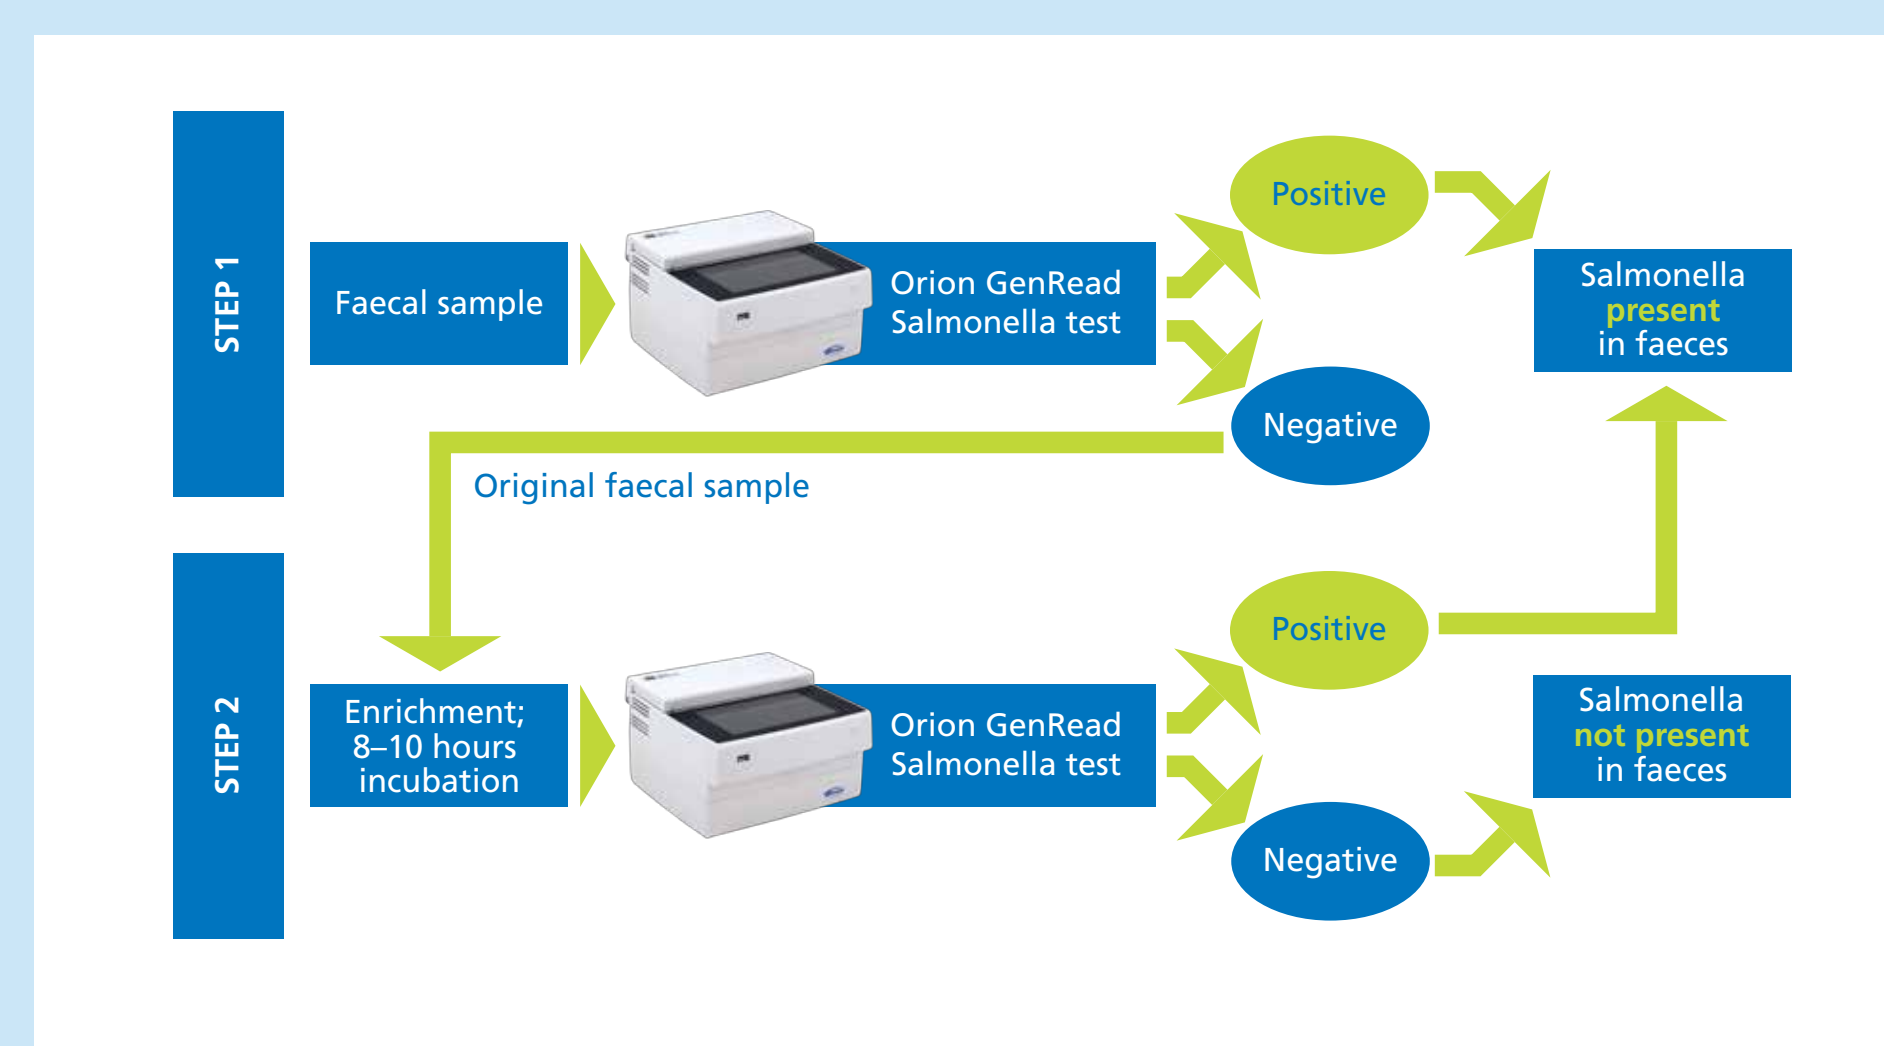 STEP 1
Faecal sample
Orion GenRead
Salmonella test
Positive
Negative
Salmonella
present
in faeces
Original faecal sample
STEP 2
Enrichment;
8–10 hours
incubation
Orion GenRead
Salmonella test
Positive
Negative
Salmonella
not present
in faeces